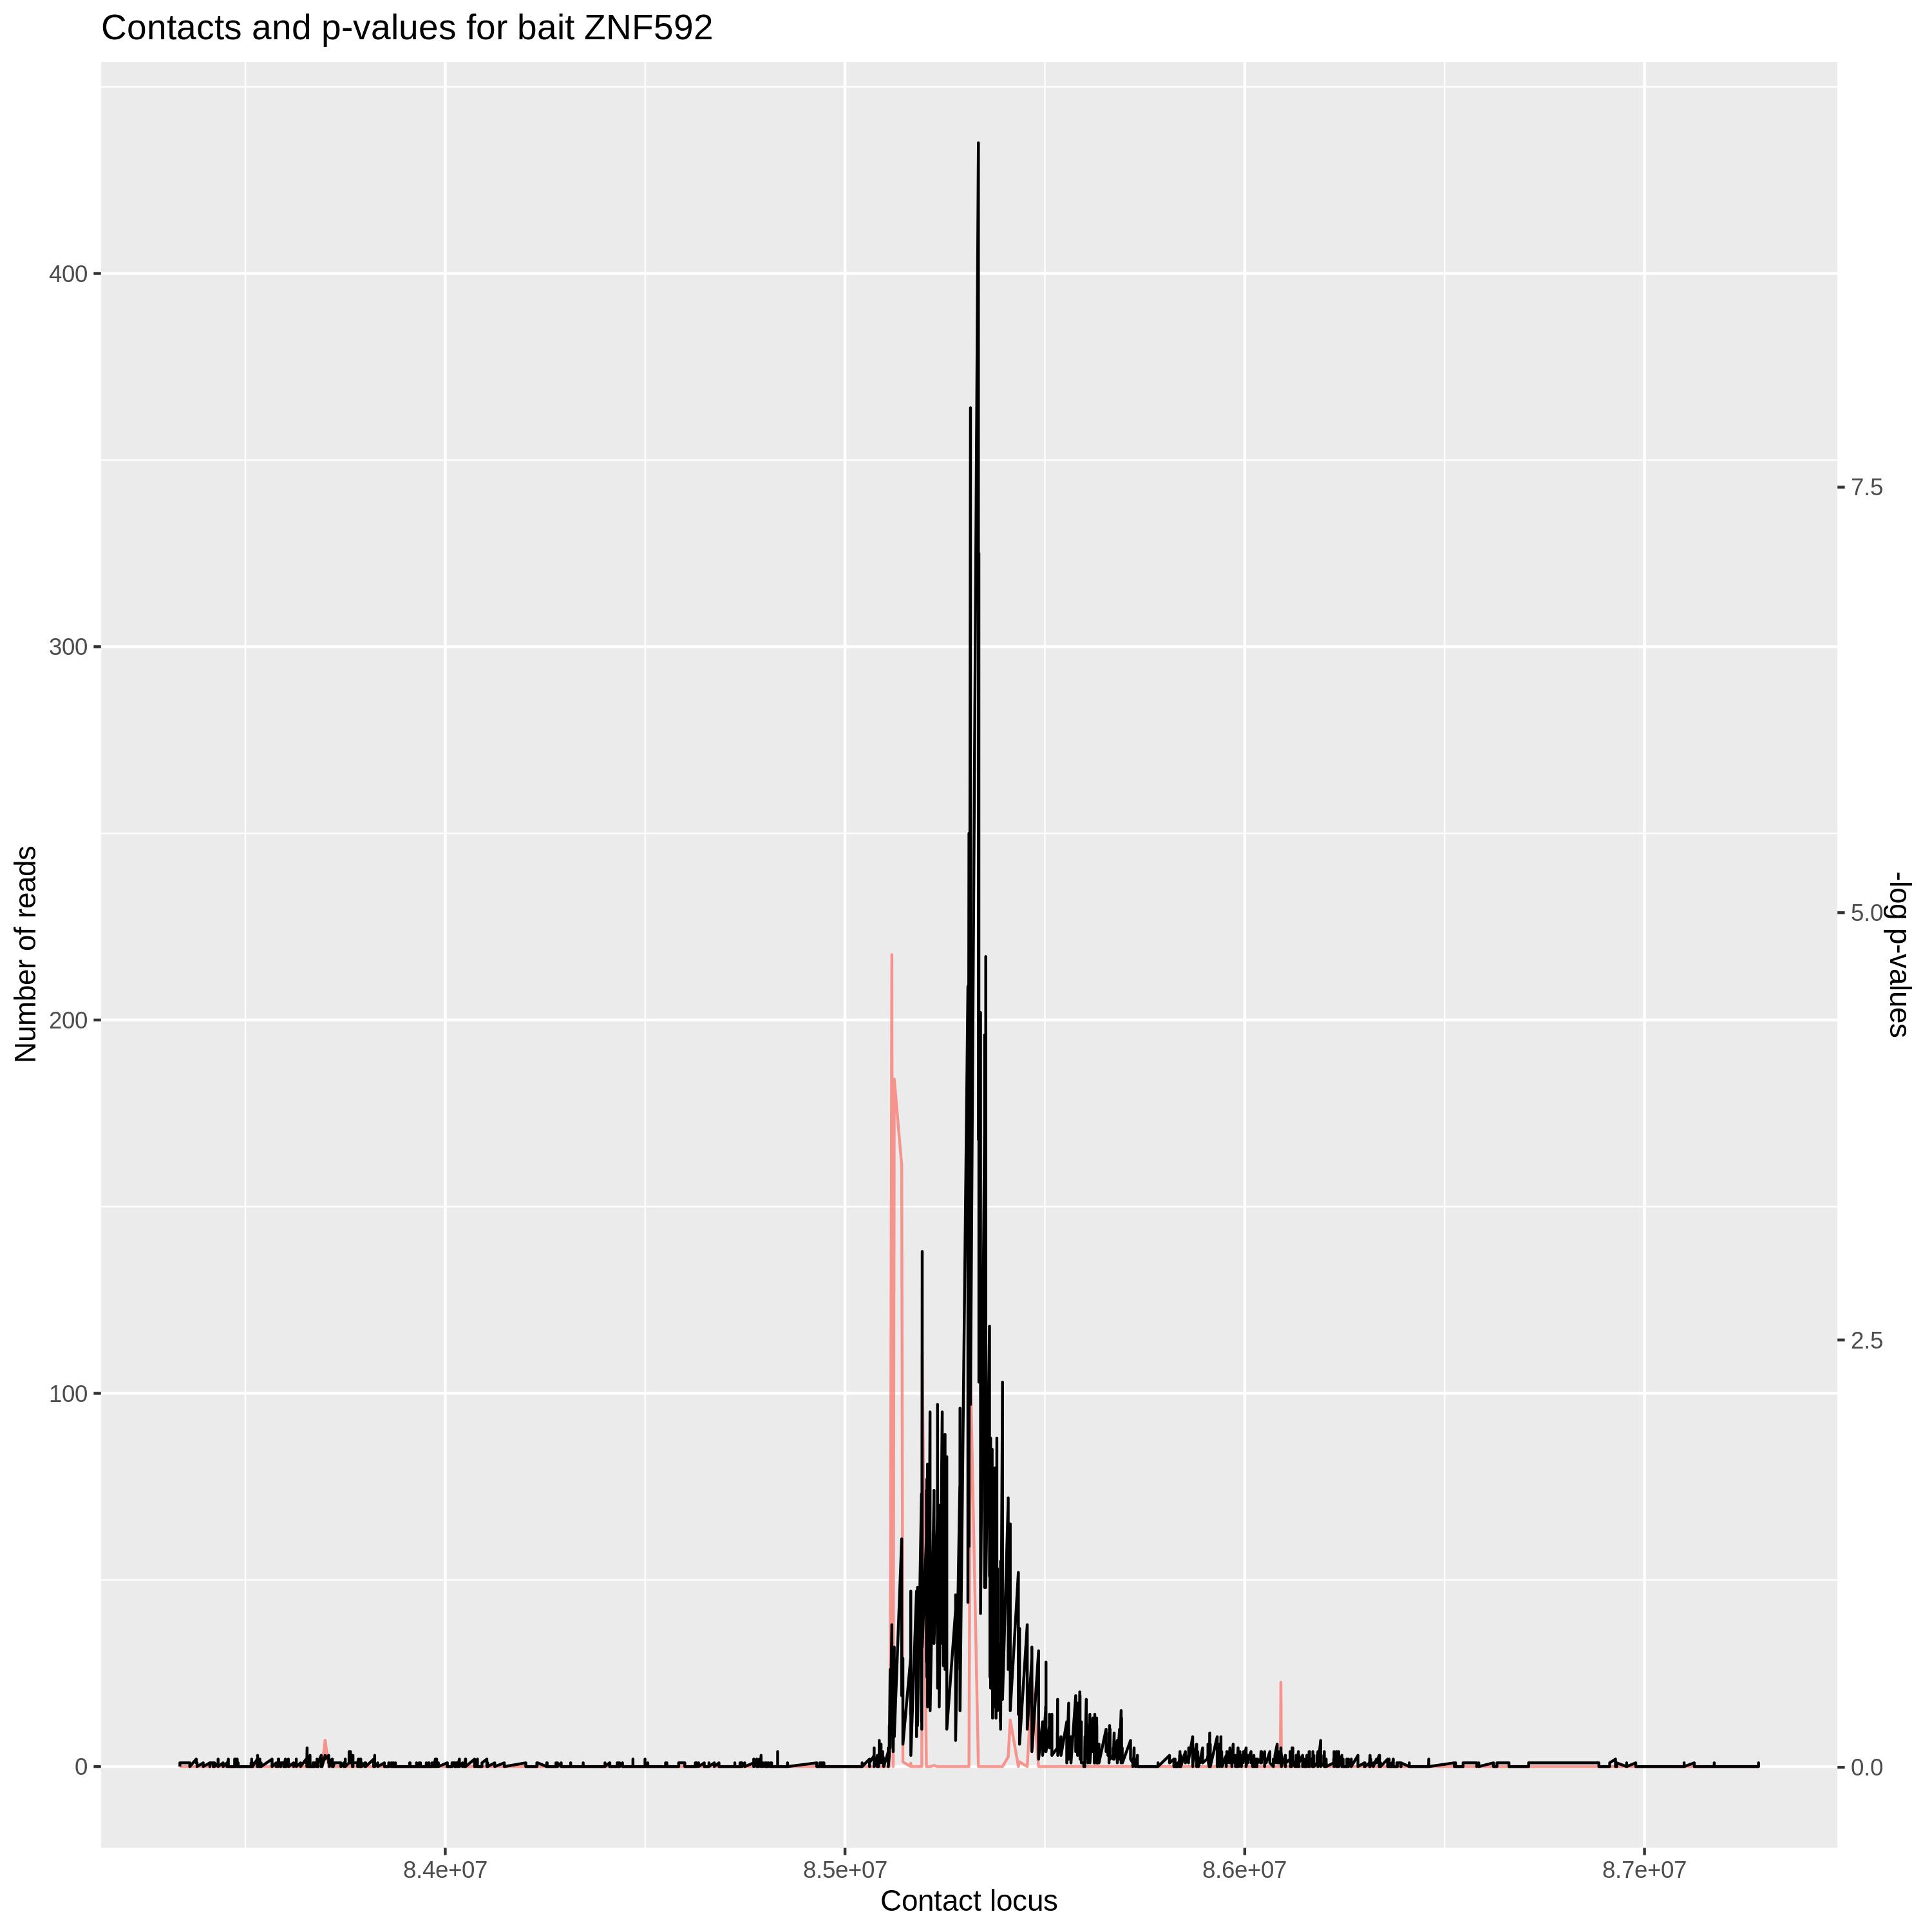 Contacts and p-values for bait ZNF592
Number of reads
400
300
200
100
0
7.5
5.0
2.5
0.0
-log p-values
8.4e+07
8.5e+07
8.6e+07
8.7e+07
Contact locus